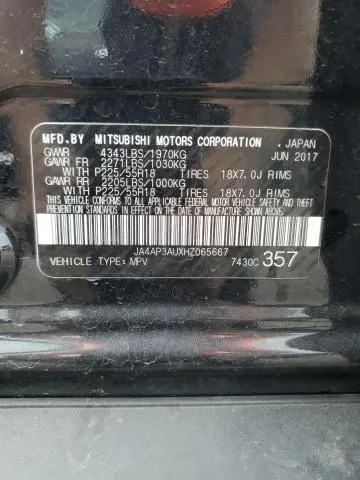 MFD.BY MITSUBISHI MOTORS CORPORATION , JAPAN
GVWR 4343LBS/1970KG JUN 2017
GAWR FR 2271LBS/1030KG
WITH P225/55R18 TIRES 18X7.0J RIMS
GAWR RR 2205LBS/1000KG
WITH P225/55R18 TIRES 18X7.0J RIMS
THIS VEHICLE CONFORMS TO ALL APPLICABLE FEDERAL MOTOR VEHICLE SAFETY, BUMPER, AND THEFT
PREVENTION STANDARDS IN EFFECT ON THE DATE OF MANUFACTURE SHOWN ABOVE.
JA4AP3AUXHZ065667
VEHICLE TYPE: MPV 7430C 357